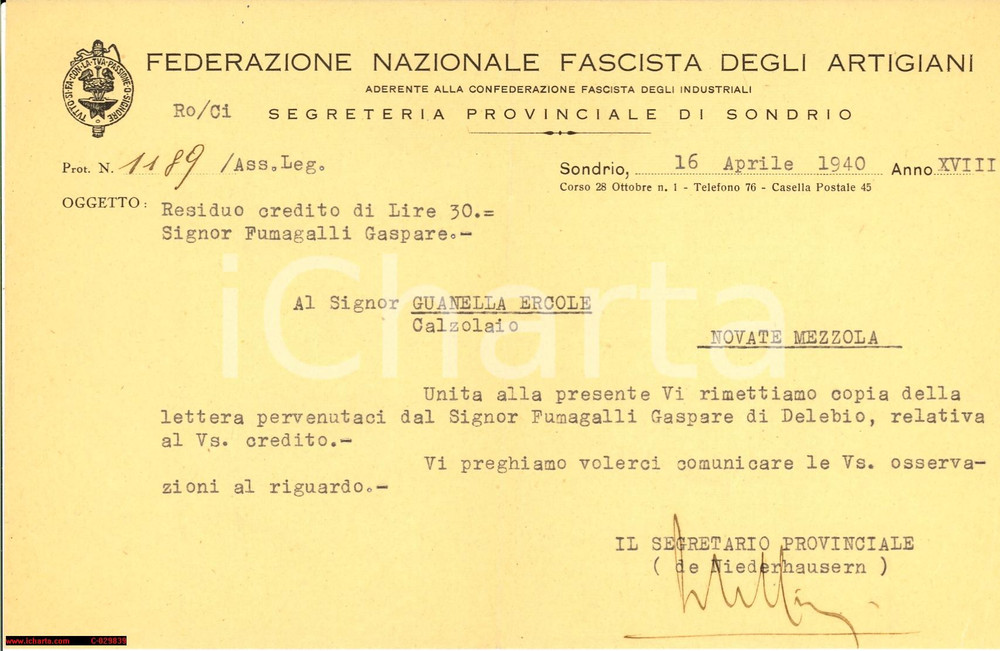 FEDERAZIONE NAZIONALE FASCISTA DEGLI ARTIGIANI
ADERENTE ALLA CONFEDERAZIONE FASCISTA DEGLI INDUSTRIALI
Ro/Ci SEGRETERIA PROVINCIALE DI SONDRIO
TVTTO·SI·FA·CON·LA·TVA·PASSIONE·O·SIGNORE
Prot. N. 1189 /Ass.Leg.
Sondrio, 16 Aprile 1940 Anno XVIII
Corso 28 Ottobre n. 1 - Telefono 76 - Casella Postale 45
OGGETTO: Residuo credito di Lire 30.=
Signor Fumagalli Gaspare.-
iCharta
Al Signor GUANELLA ERCOLE
Calzolaio
NOVATE MEZZOLA
Unita alla presente Vi rimettiamo copia della
lettera pervenutaci dal Signor Fumagalli Gaspare di Delebio, relativa
al Vs. credito.-
Vi preghiamo volerci comunicare le Vs. osserva-
zioni al riguardo.-
IL SEGRETARIO PROVINCIALE
( de Niederhausern )
www.icharta.com C-029839